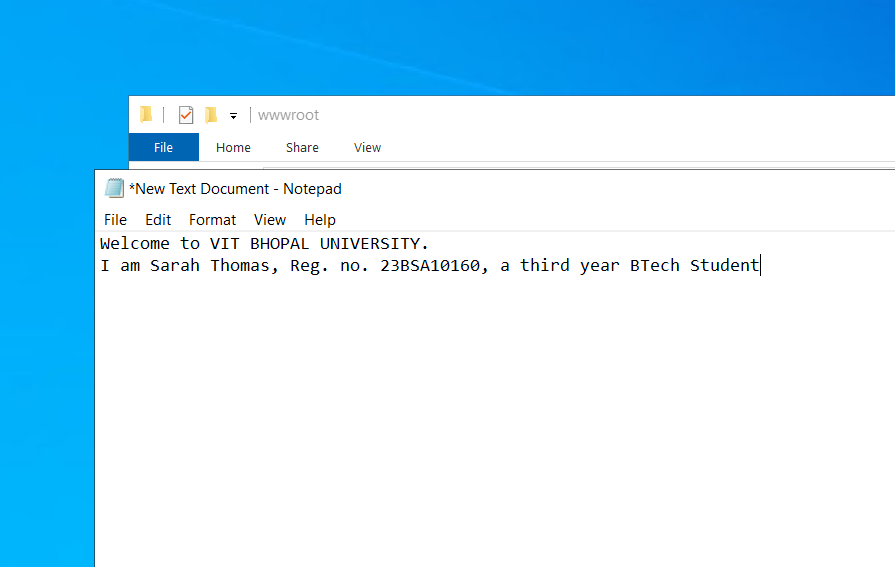 wwwroot
File Home Share View
*New Text Document - Notepad
File Edit Format View Help
Welcome to VIT BHOPAL UNIVERSITY.
I am Sarah Thomas, Reg. no. 23BSA10160, a third year BTech Student